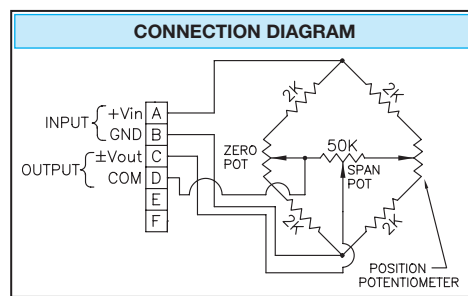 CONNECTION DIAGRAM
INPUT
+Vin
A
GND
B
OUTPUT
±Vout
C
COM
D
E
F
2K
2K
ZERO
POT
50K
SPAN
POT
2K
2K
POSITION
POTENTIOMETER